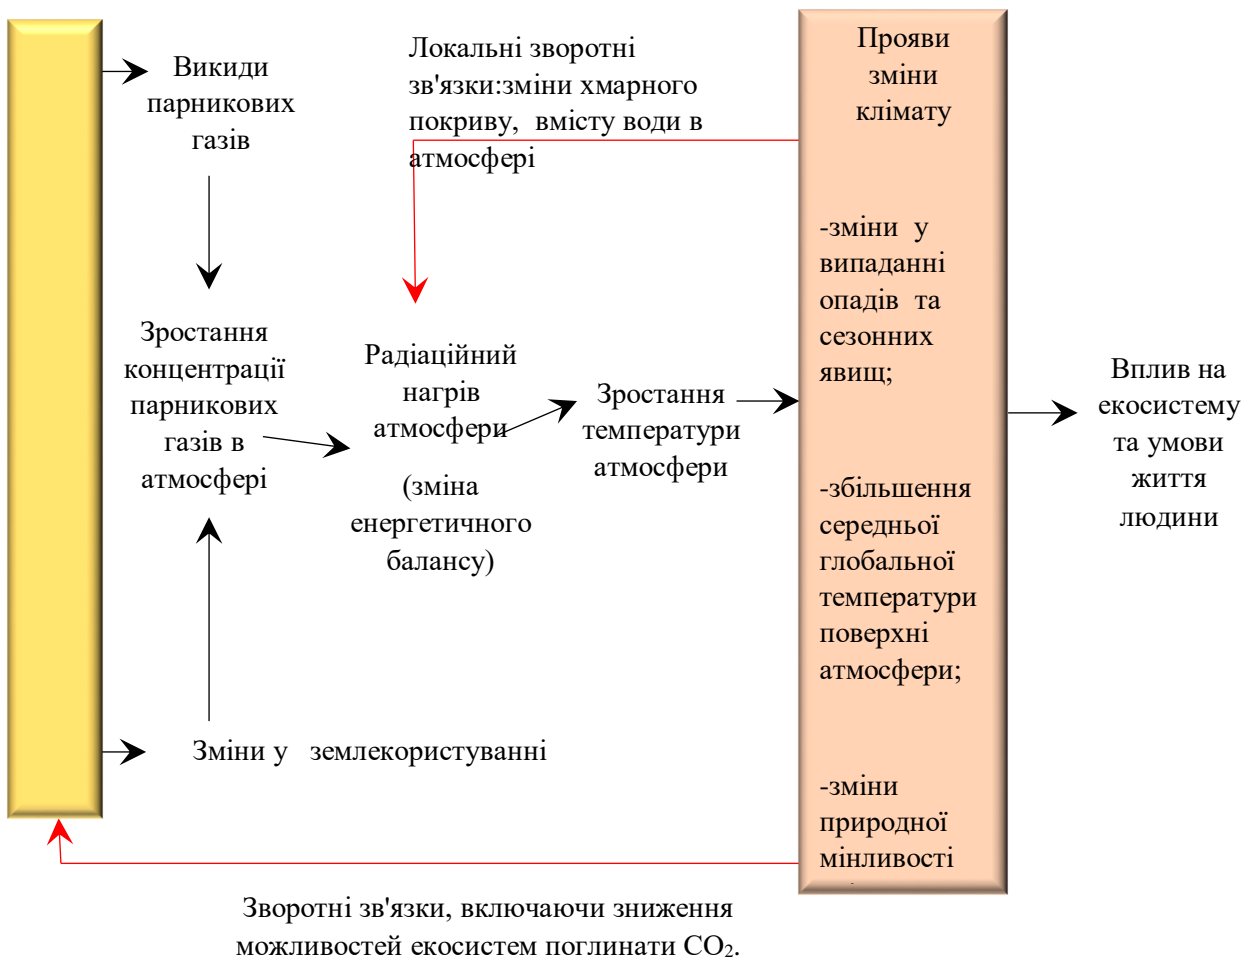 Викиди
парникових
газів
Локальні зворотні
зв'язки:зміни хмарного
покриву, вмісту води в
атмосфері
Прояви
зміни
клімату
-зміни у
випаданні
опадів та
сезонних
явищ;
-збільшення
середньої
глобальної
температури
поверхні
атмосфери;
-зміни
природної
мінливості
Зростання
концентрації
парникових
газів в
атмосфері
Радіаційний
нагрів
атмосфери
(зміна
енергетичного
балансу)
Зростання
температури
атмосфери
Вплив на
екосистему
та умови
життя
людини
Зміни у землекористуванні
Зворотні зв'язки, включаючи зниження
можливостей екосистем поглинати CO₂.